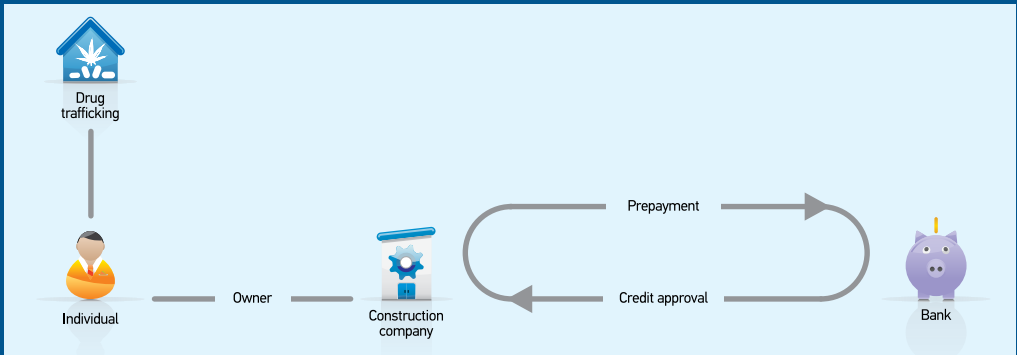 Drug
trafficking
Prepayment
Individual
Owner
Construction
company
Credit approval
Bank